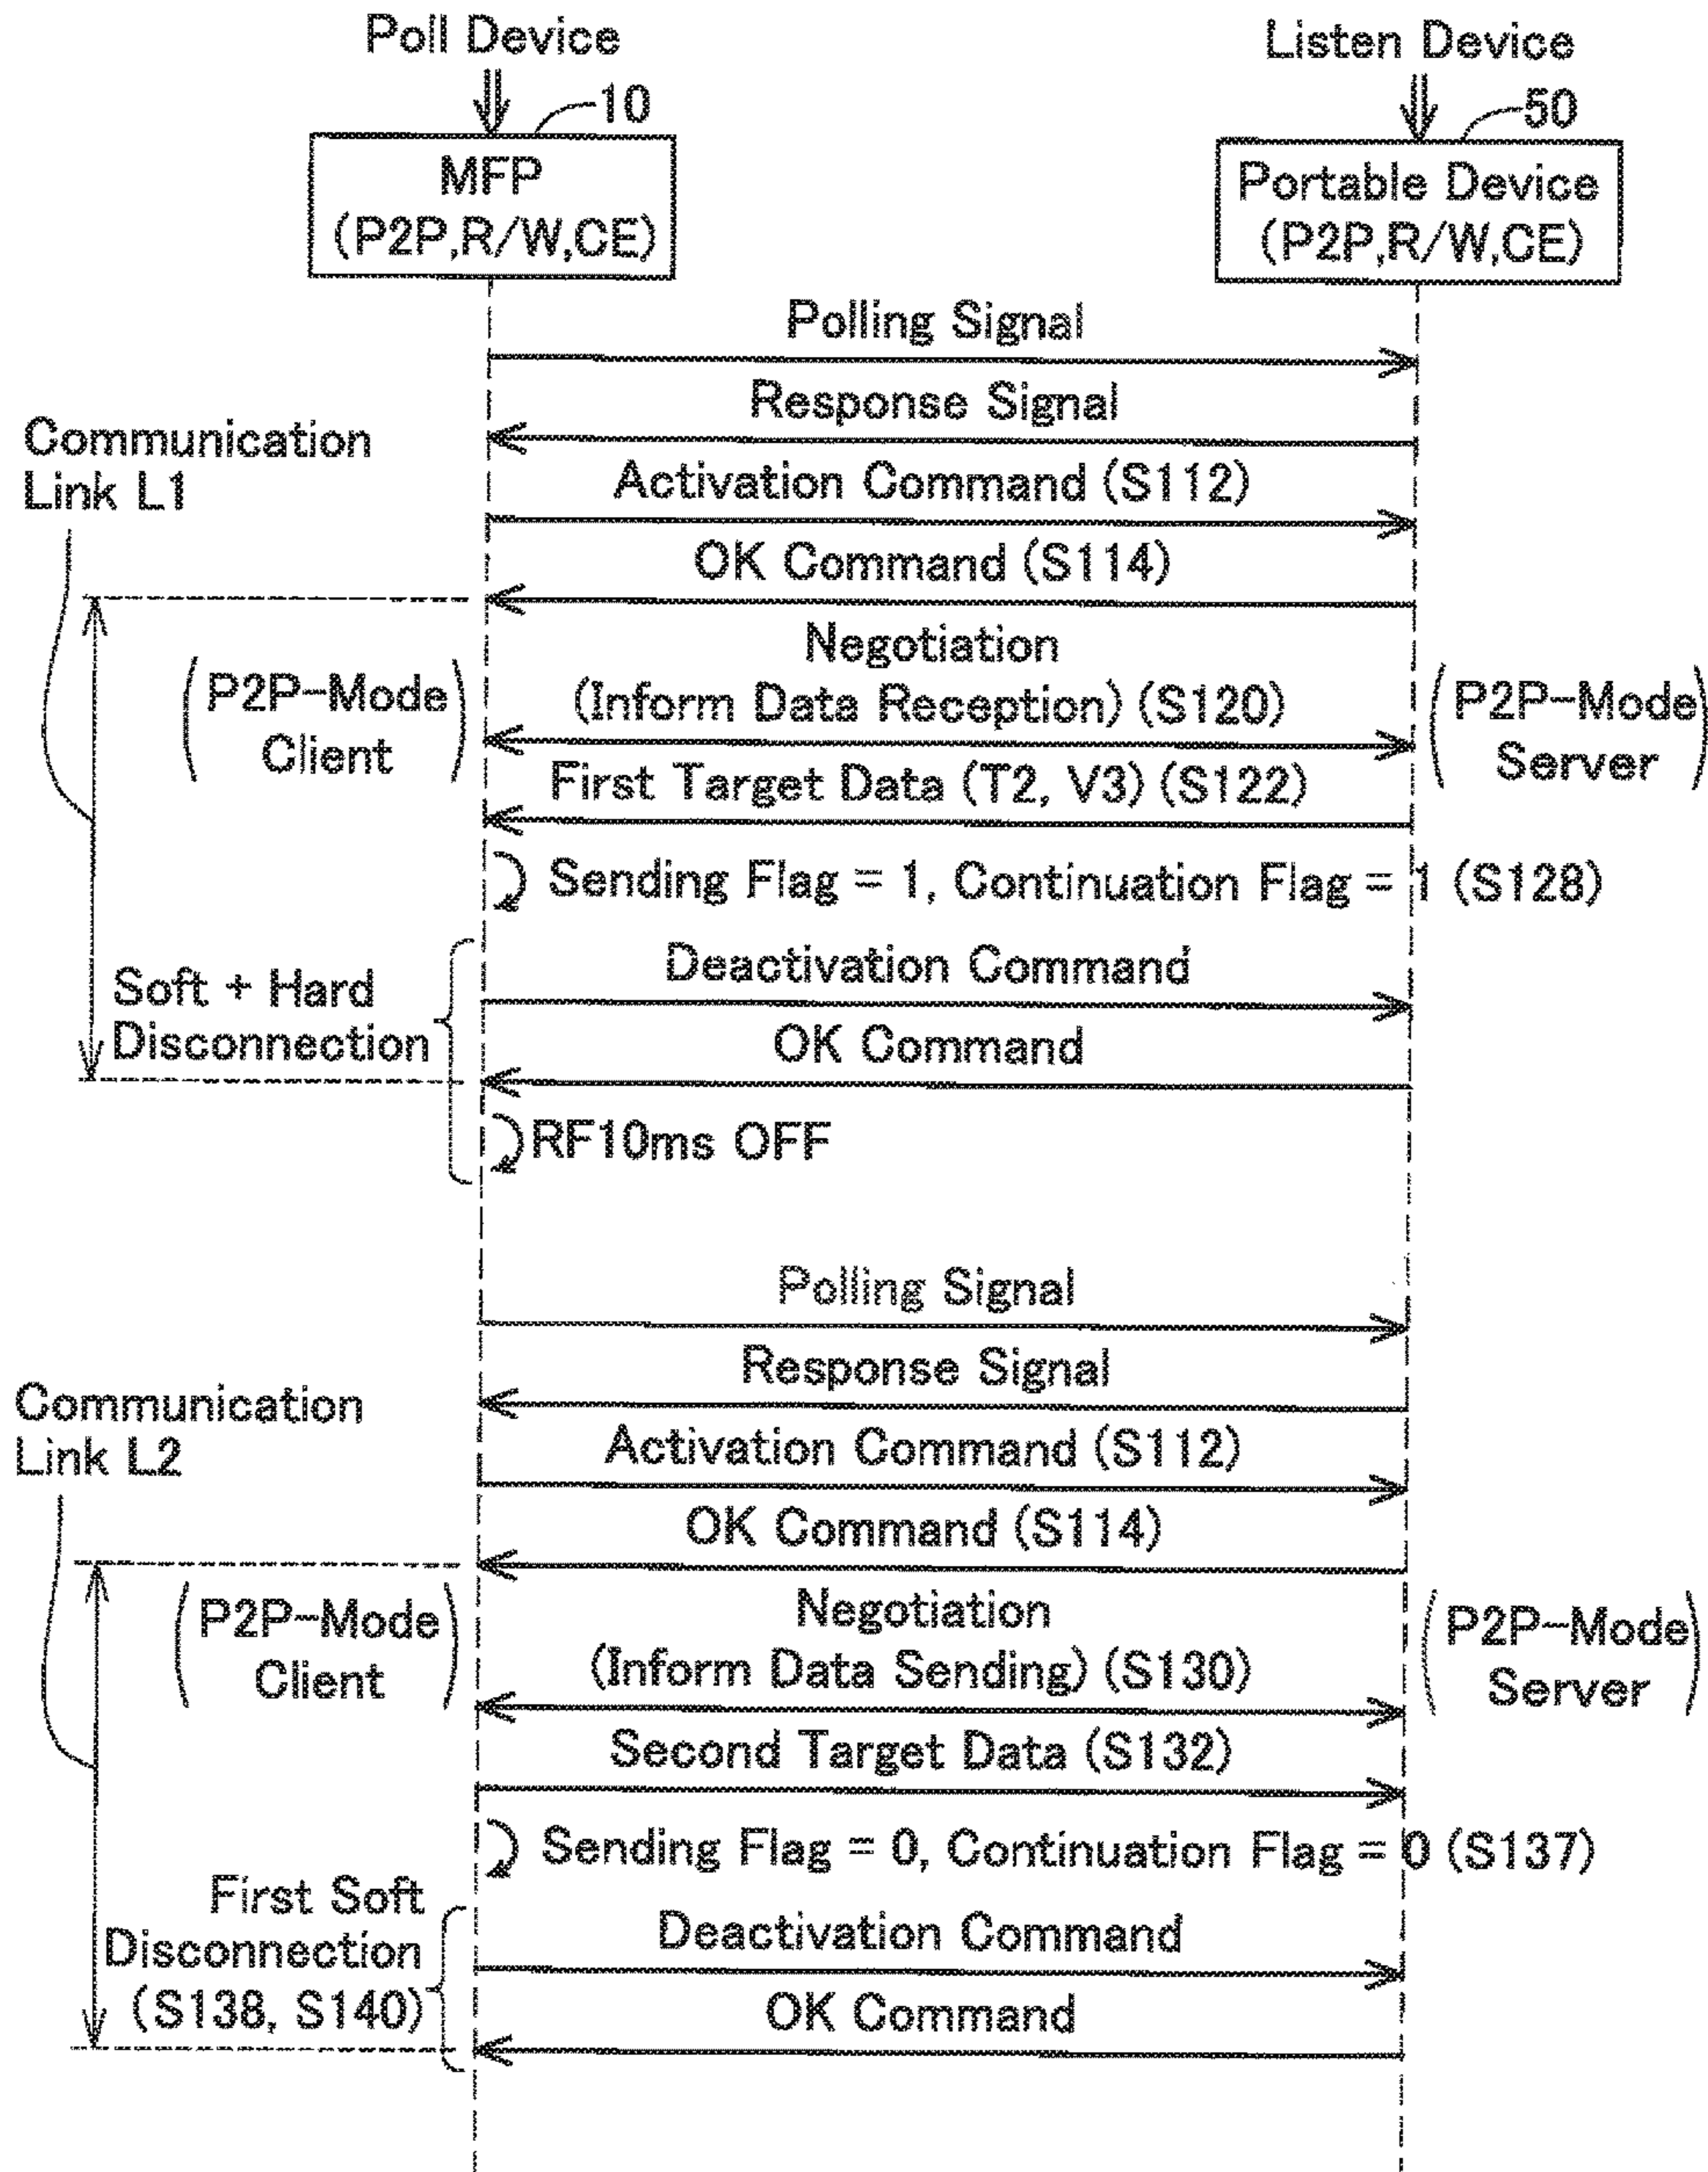 Poll Device
Listen Device
10
50
MFP
(P2P,R/W,CE)
Portable Device
(P2P,R/W,CE)
Polling Signal
Response Signal
Communication
Link L1
Activation Command (S112)
OK Command (S114)
Negotiation
(Inform Data Reception) (S120)
(P2P-Mode
Client)
(P2P-Mode
Server)
First Target Data (T2, V3) (S122)
Sending Flag = 1, Continuation Flag = 1 (S128)
Soft + Hard
Disconnection
Deactivation Command
OK Command
RF10ms OFF
Polling Signal
Response Signal
Communication
Link L2
Activation Command (S112)
OK Command (S114)
Negotiation
(Inform Data Sending) (S130)
(P2P-Mode
Client)
(P2P-Mode
Server)
Second Target Data (S132)
Sending Flag = 0, Continuation Flag = 0 (S137)
First Soft
Disconnection
(S138, S140)
Deactivation Command
OK Command